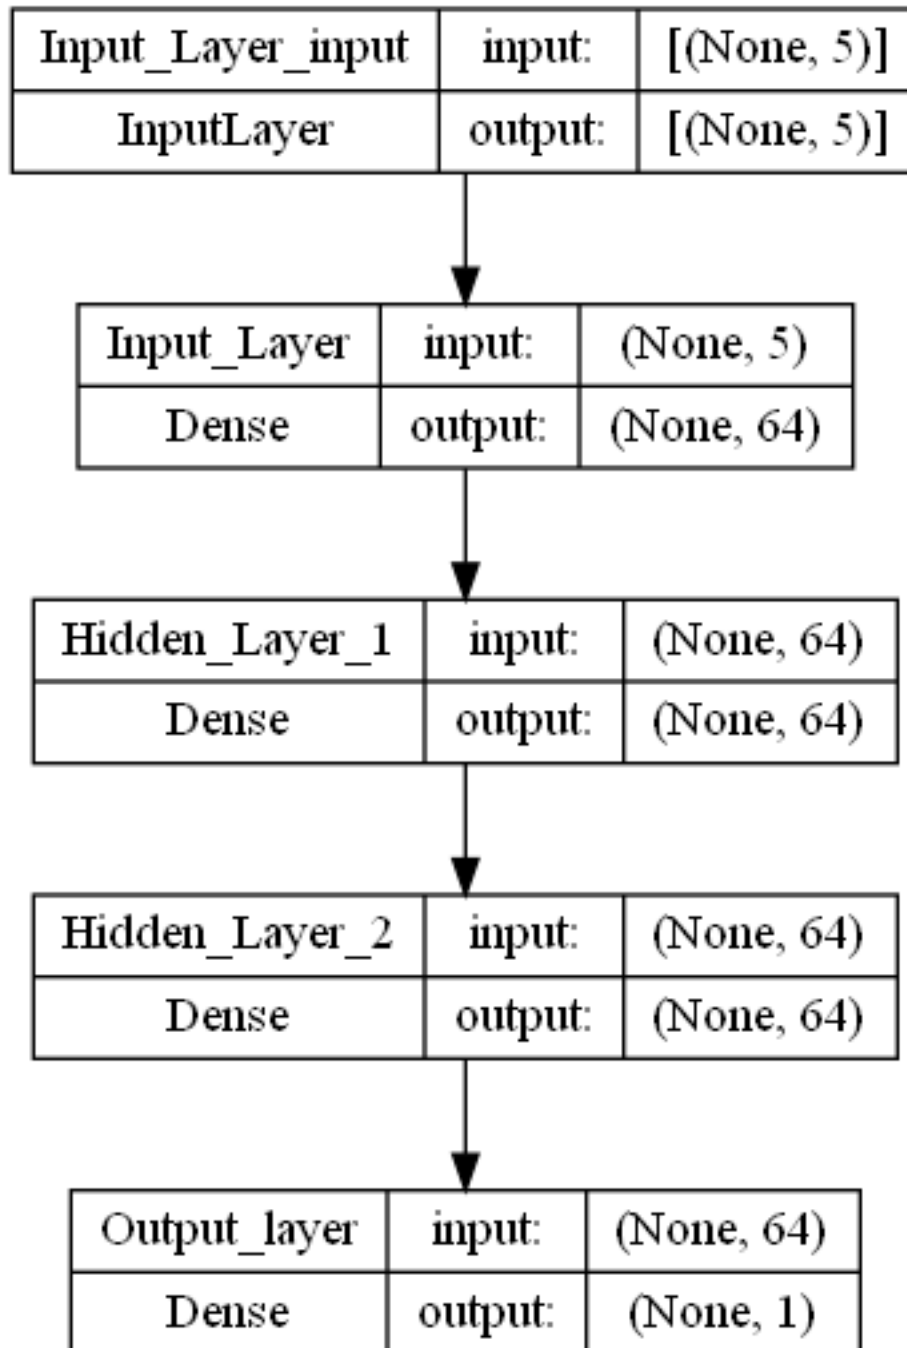 Input_Layer_input input: [(None, 5)]
InputLayer output: [(None, 5)]
Input_Layer input: (None, 5)
Dense output: (None, 64)
Hidden_Layer_1 input: (None, 64)
Dense output: (None, 64)
Hidden_Layer_2 input: (None, 64)
Dense output: (None, 64)
Output_layer input: (None, 64)
Dense output: (None, 1)